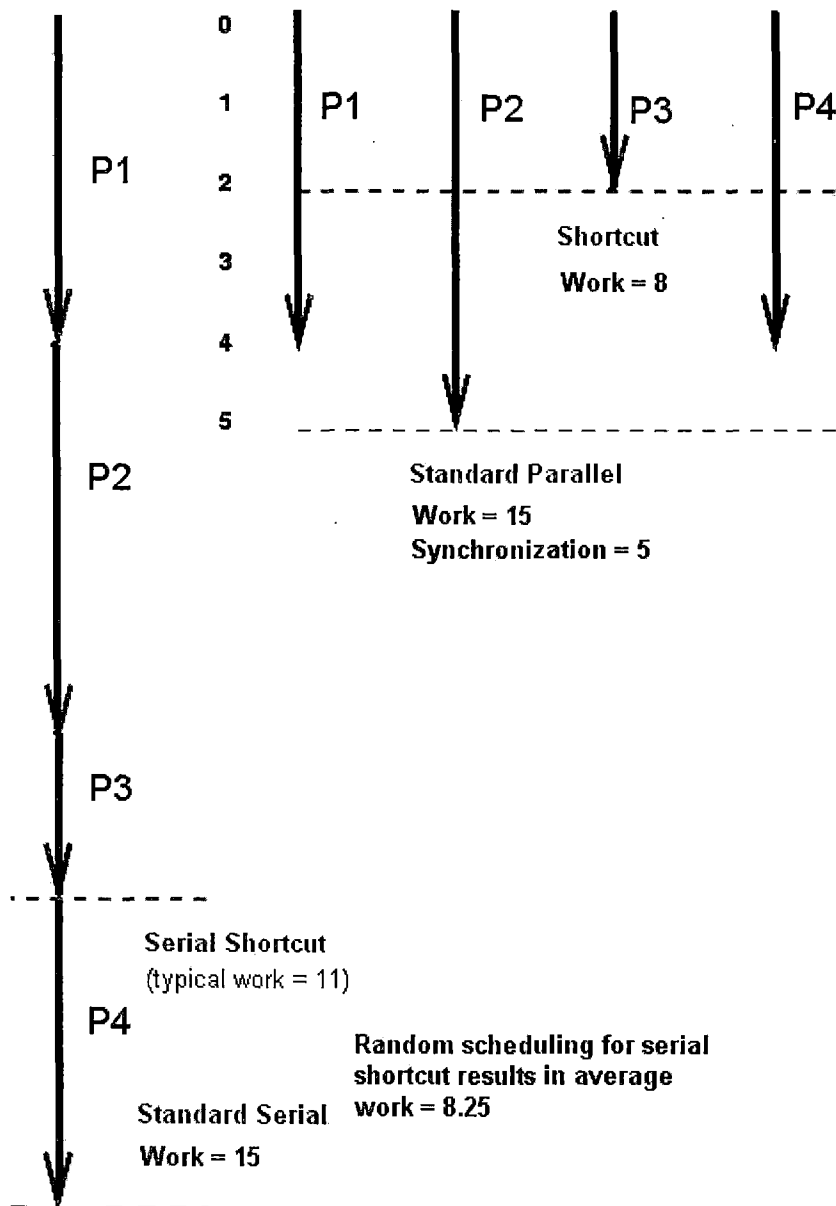 0
1
2
3
4
5
P1
P2
P3
P4
P1
P2
P3
P4
Shortcut
Work = 8
Standard Parallel
Work = 15
Synchronization = 5
Serial Shortcut
(typical work = 11)
Random scheduling for serial
shortcut results in average
work = 8.25
Standard Serial
Work = 15